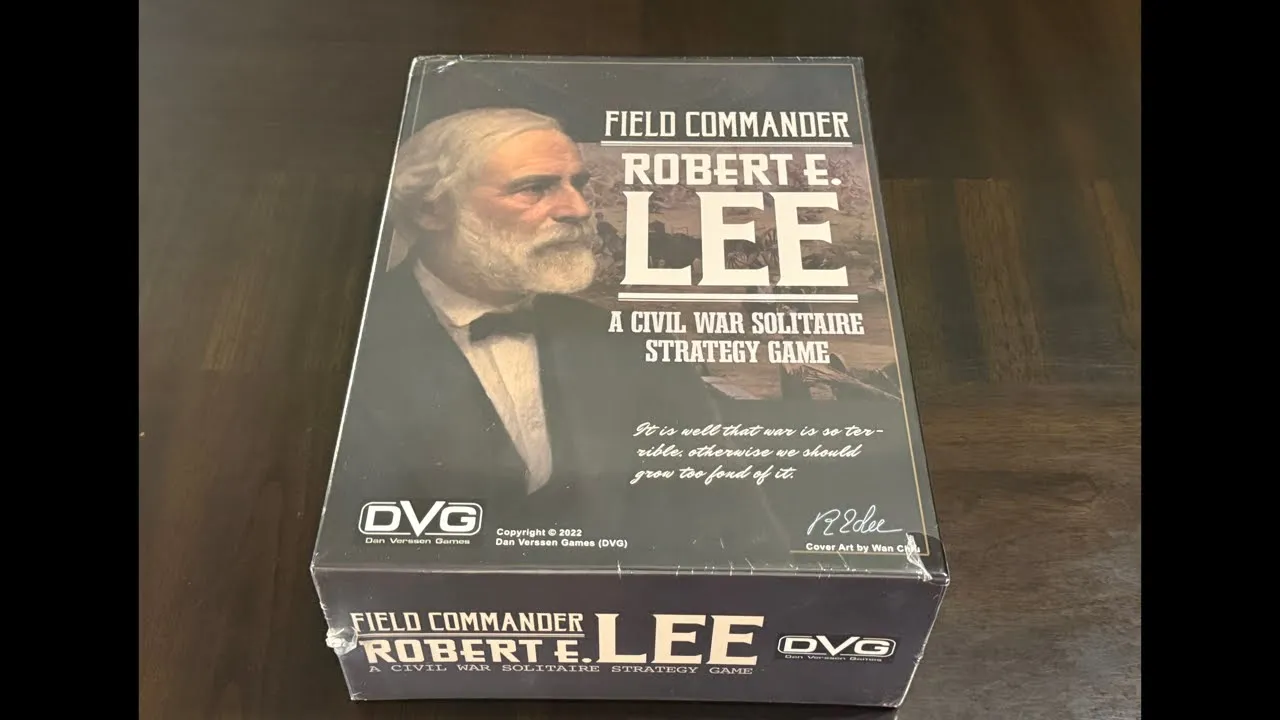 FIELD COMMANDER
ROBERT E.
LEE
A CIVIL WAR SOLITAIRE
STRATEGY GAME
It is well that war is so ter-
rible, otherwise we should
grow too fond of it.
RELee
DVG
Dan Verssen Games
Copyright © 2022
Dan Verssen Games (DVG)
Cover Art by Wan
FIELD COMMANDER
ROBERT E. LEE
A CIVIL WAR SOLITAIRE STRATEGY GAME
DVG
Dan Verssen Games